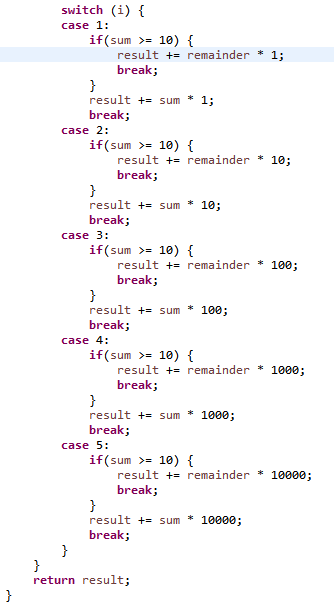 switch (i) {
case 1:
if(sum >= 10) {
result += remainder * 1;
break;
}
result += sum * 1;
break;
case 2:
if(sum >= 10) {
result += remainder * 10;
break;
}
result += sum * 10;
break;
case 3:
if(sum >= 10) {
result += remainder * 100;
break;
}
result += sum * 100;
break;
case 4:
if(sum >= 10) {
result += remainder * 1000;
break;
}
result += sum * 1000;
break;
case 5:
if(sum >= 10) {
result += remainder * 10000;
break;
}
result += sum * 10000;
break;
}
}
return result;
}